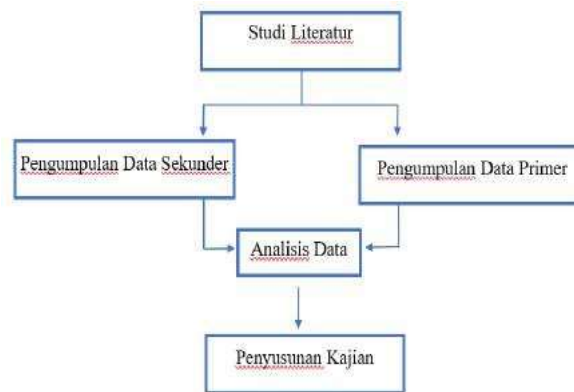 Studi Literatur
Pengumpulan Data Sekunder
Pengumpulan Data Primer
Analisis Data
Penyusunan Kajian